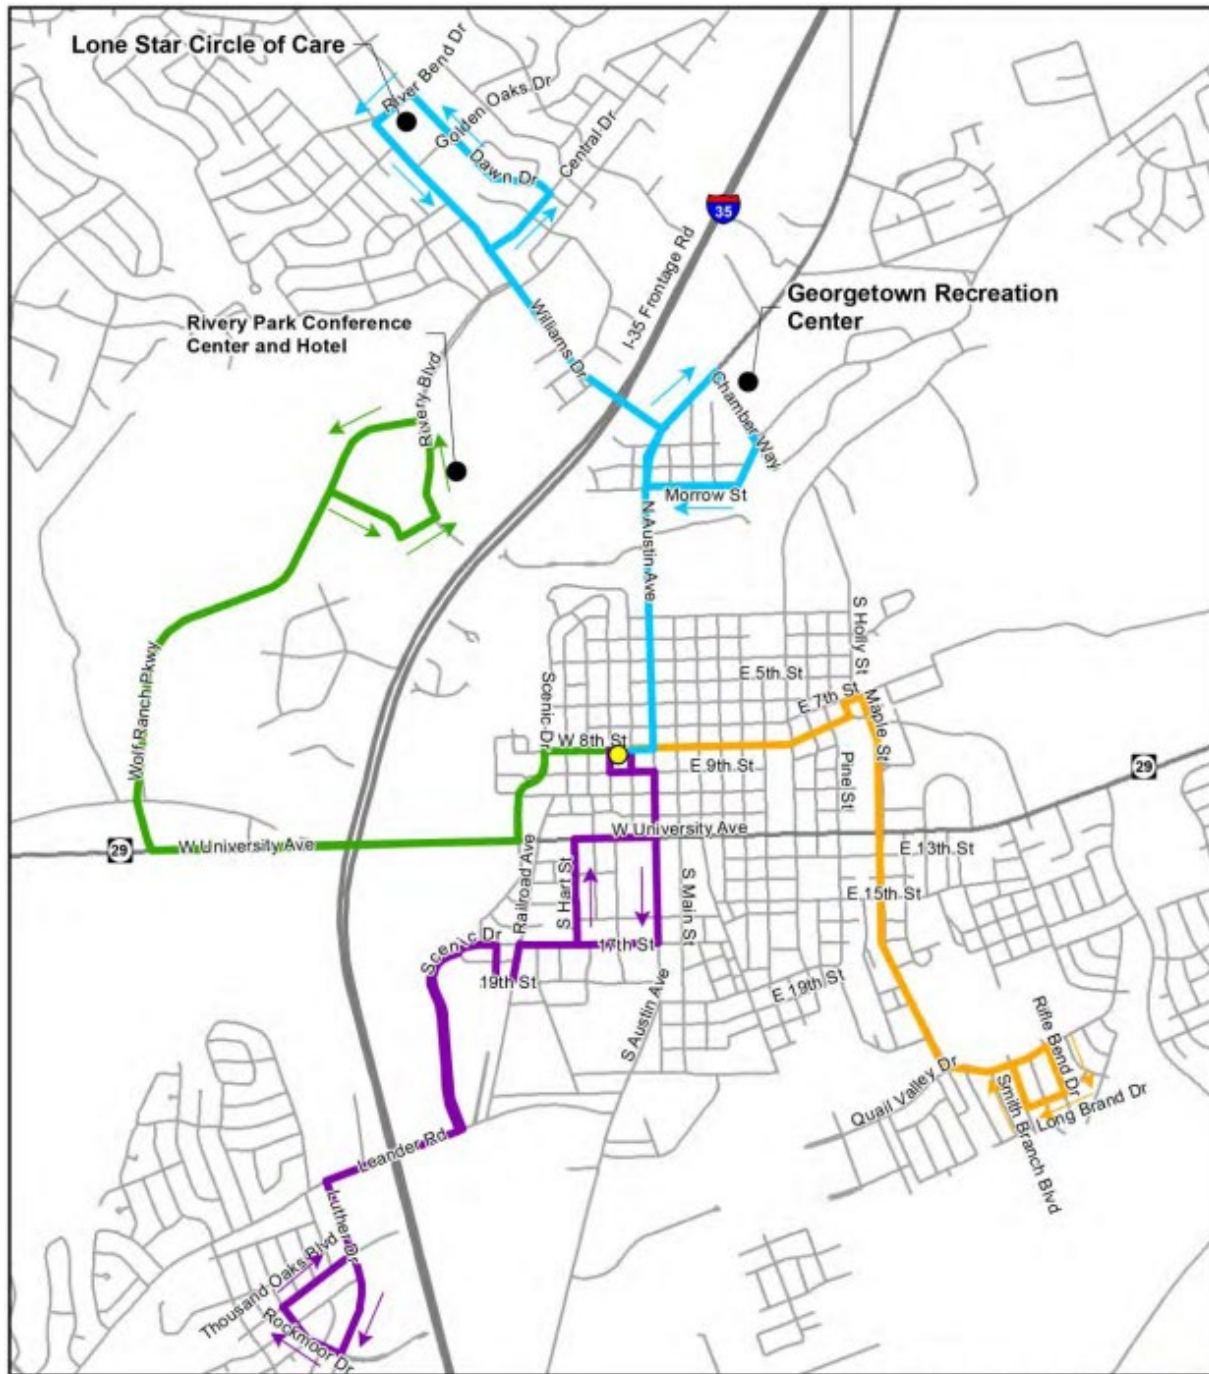 Lone Star Circle of Care
River Bend Dr
Golden Oaks Dr
Dawn Dr
Central Dr
35
I-35 Frontage Rd
Georgetown Recreation
Center
Rivery Park Conference
Center and Hotel
Williams Dr
Rivery Blvd
Chamber Way
Morrow St
N Austin Ave
S Holly St
Wolf Ranch Pkwy
Scenic Dr
E 5th St
E 7th St
Maple St
W 8th St
E 9th St
Pine St
29
29
W University Ave
W University Ave
E 13th St
Railroad Ave
S Hart St
S Main St
E 15th St
Scenic Dr
17th St
19th St
E 19th St
S Austin Ave
Rifle Bend Dr
Quail Valley Dr
Smith Branch Blvd
Long Brand Dr
Leander Rd
Luther Dr
Thousand Oaks Blvd
Rockmoor Dr